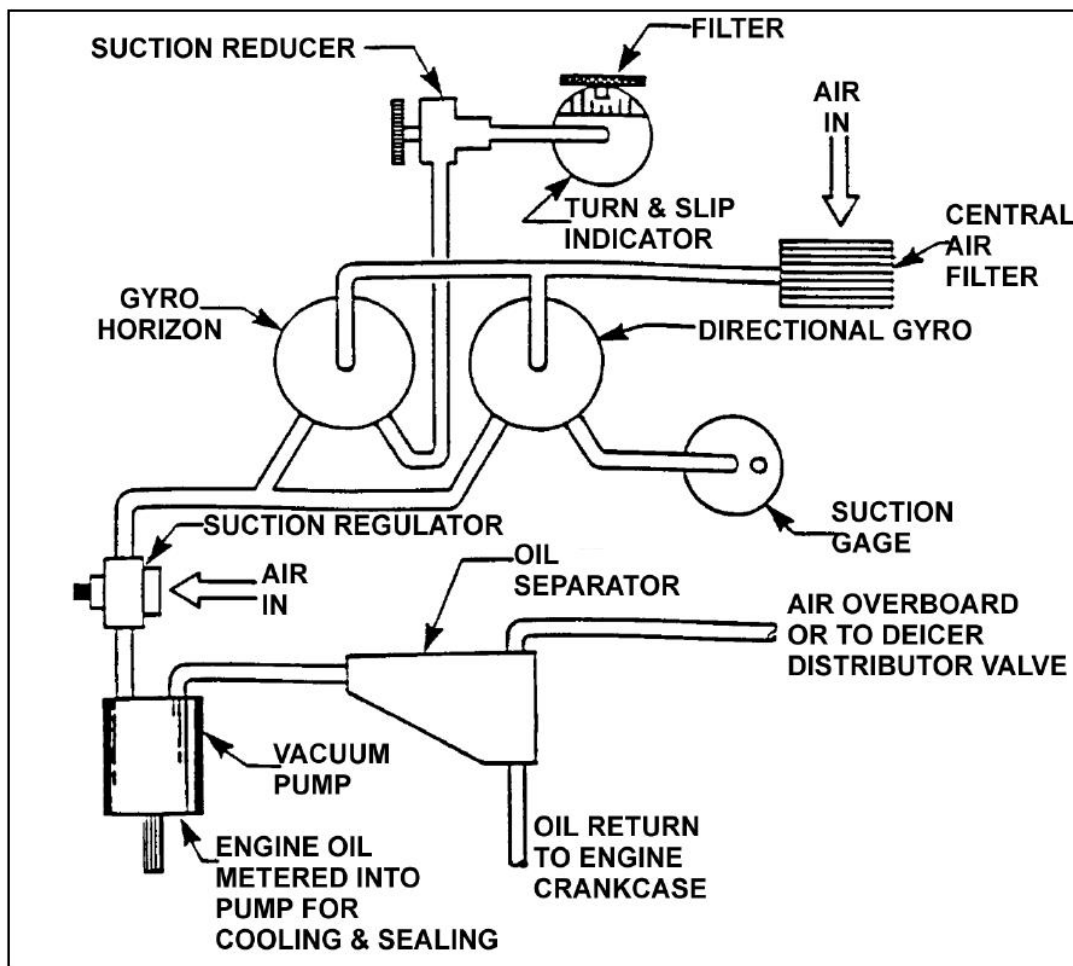 FILTER
SUCTION REDUCER
AIR
IN
TURN & SLIP
INDICATOR
CENTRAL
AIR
FILTER
GYRO
HORIZON
DIRECTIONAL GYRO
SUCTION REGULATOR
SUCTION
GAGE
AIR
IN
OIL
SEPARATOR
AIR OVERBOARD
OR TO DEICER
DISTRIBUTOR VALVE
VACUUM
PUMP
ENGINE OIL
METERED INTO
PUMP FOR
COOLING & SEALING
OIL RETURN
TO ENGINE
CRANKCASE